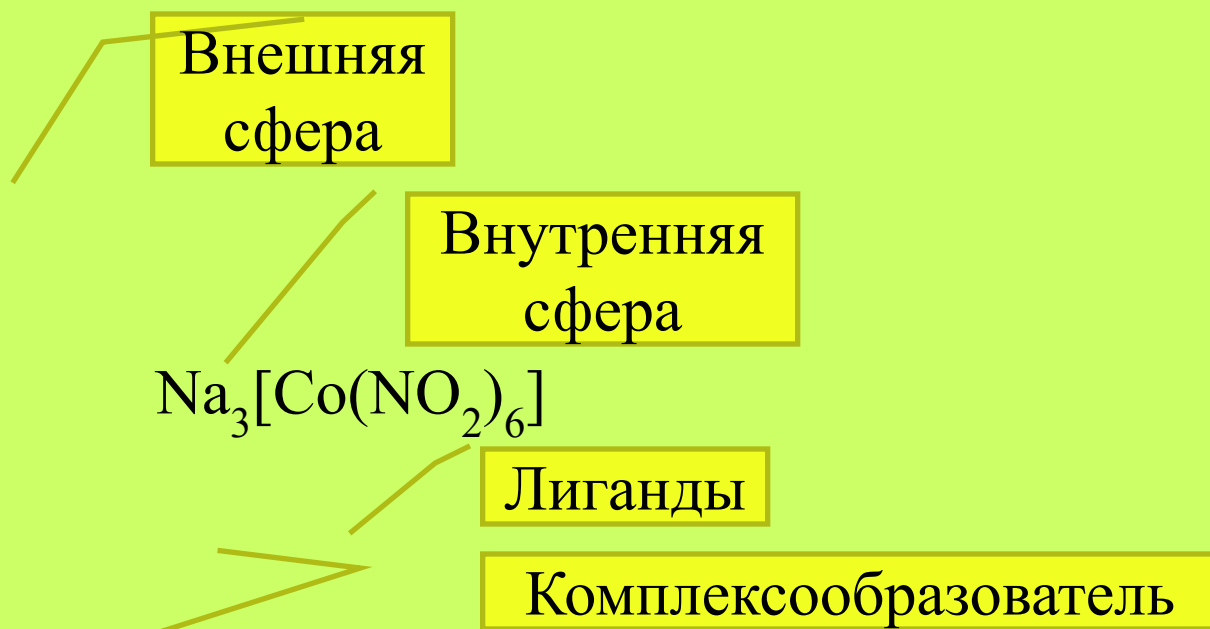 Внешняя
сфера
Внутренняя
сфера
Na₃[Co(NO₂)₆]
Лиганды
Комплексообразователь